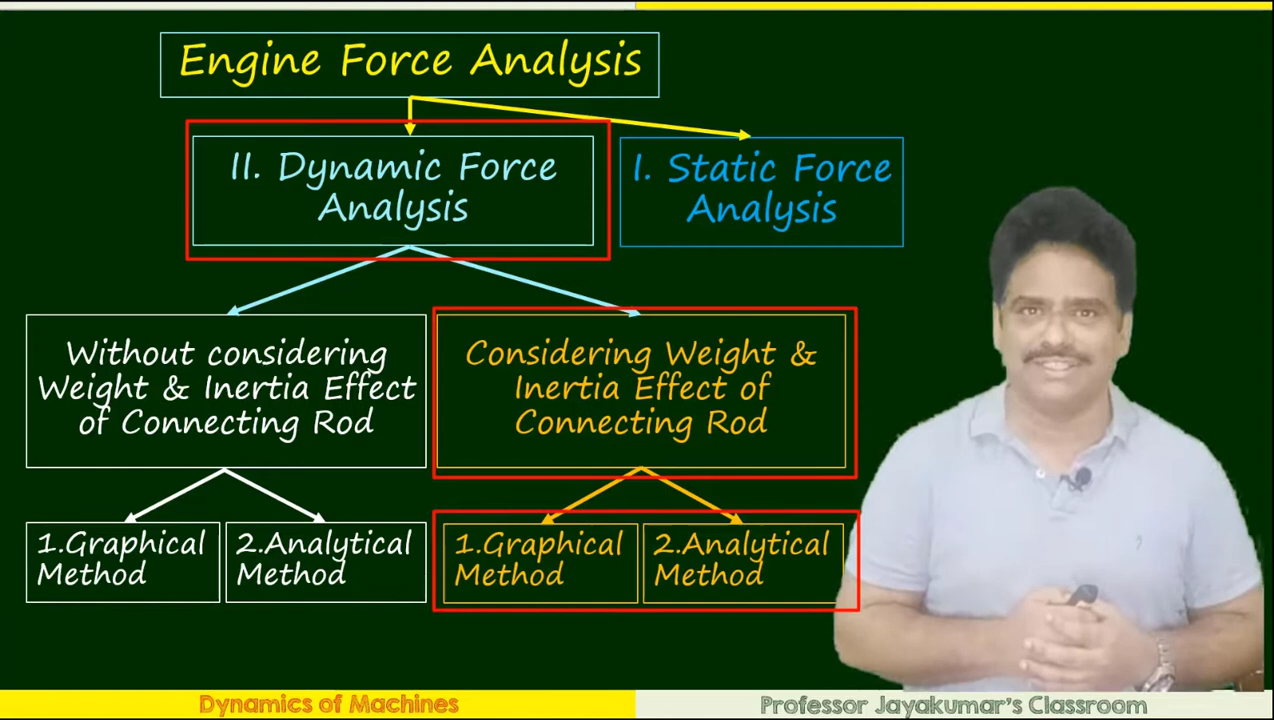 Engine Force Analysis
II. Dynamic Force
Analysis
I. Static Force
Analysis
Without considering
Weight & Inertia Effect
of Connecting Rod
Considering Weight &
Inertia Effect of
Connecting Rod
1.Graphical
Method
2.Analytical
Method
1.Graphical
Method
2.Analytical
Method
Dynamics of Machines
Professor Jayakumar's Classroom